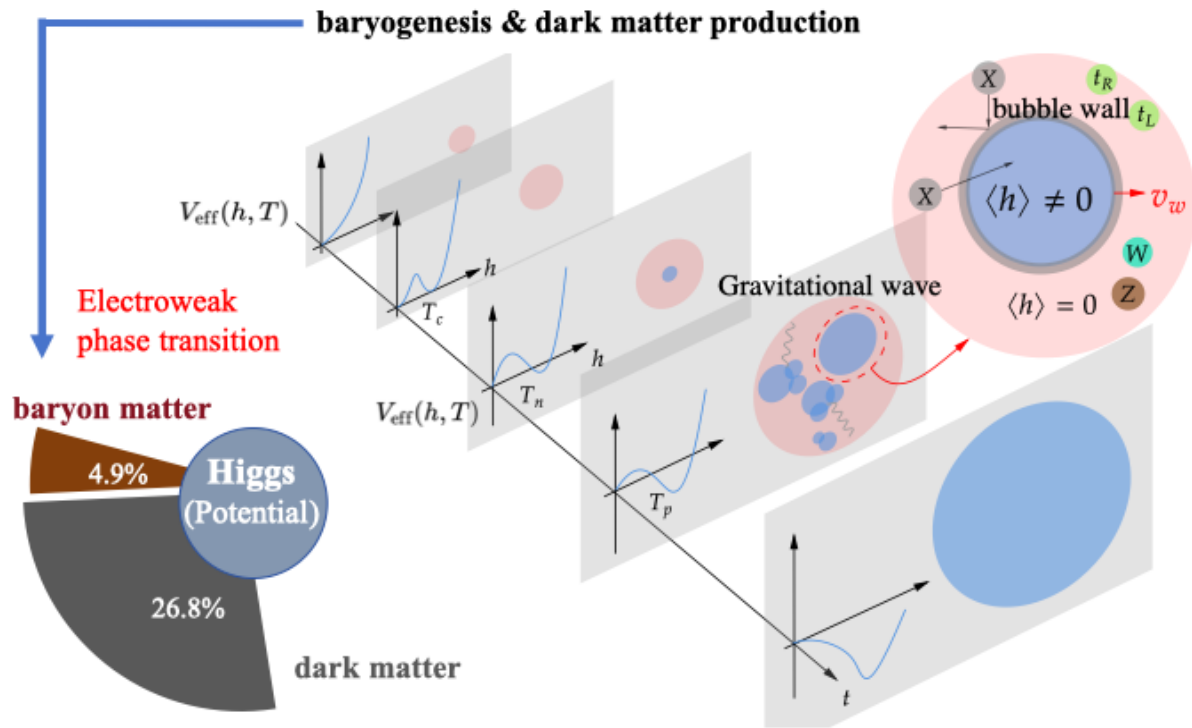 baryogenesis & dark matter production
X
t_R
bubble wall
t_L
V_eff(h, T)
X
⟨h⟩ ≠ 0
v_w
h
W
Gravitational wave
Z
⟨h⟩ = 0
Electroweak
phase transition
T_c
h
T_n
V_eff(h, T)
baryon matter
4.9%
Higgs
(Potential)
T_p
26.8%
dark matter
t